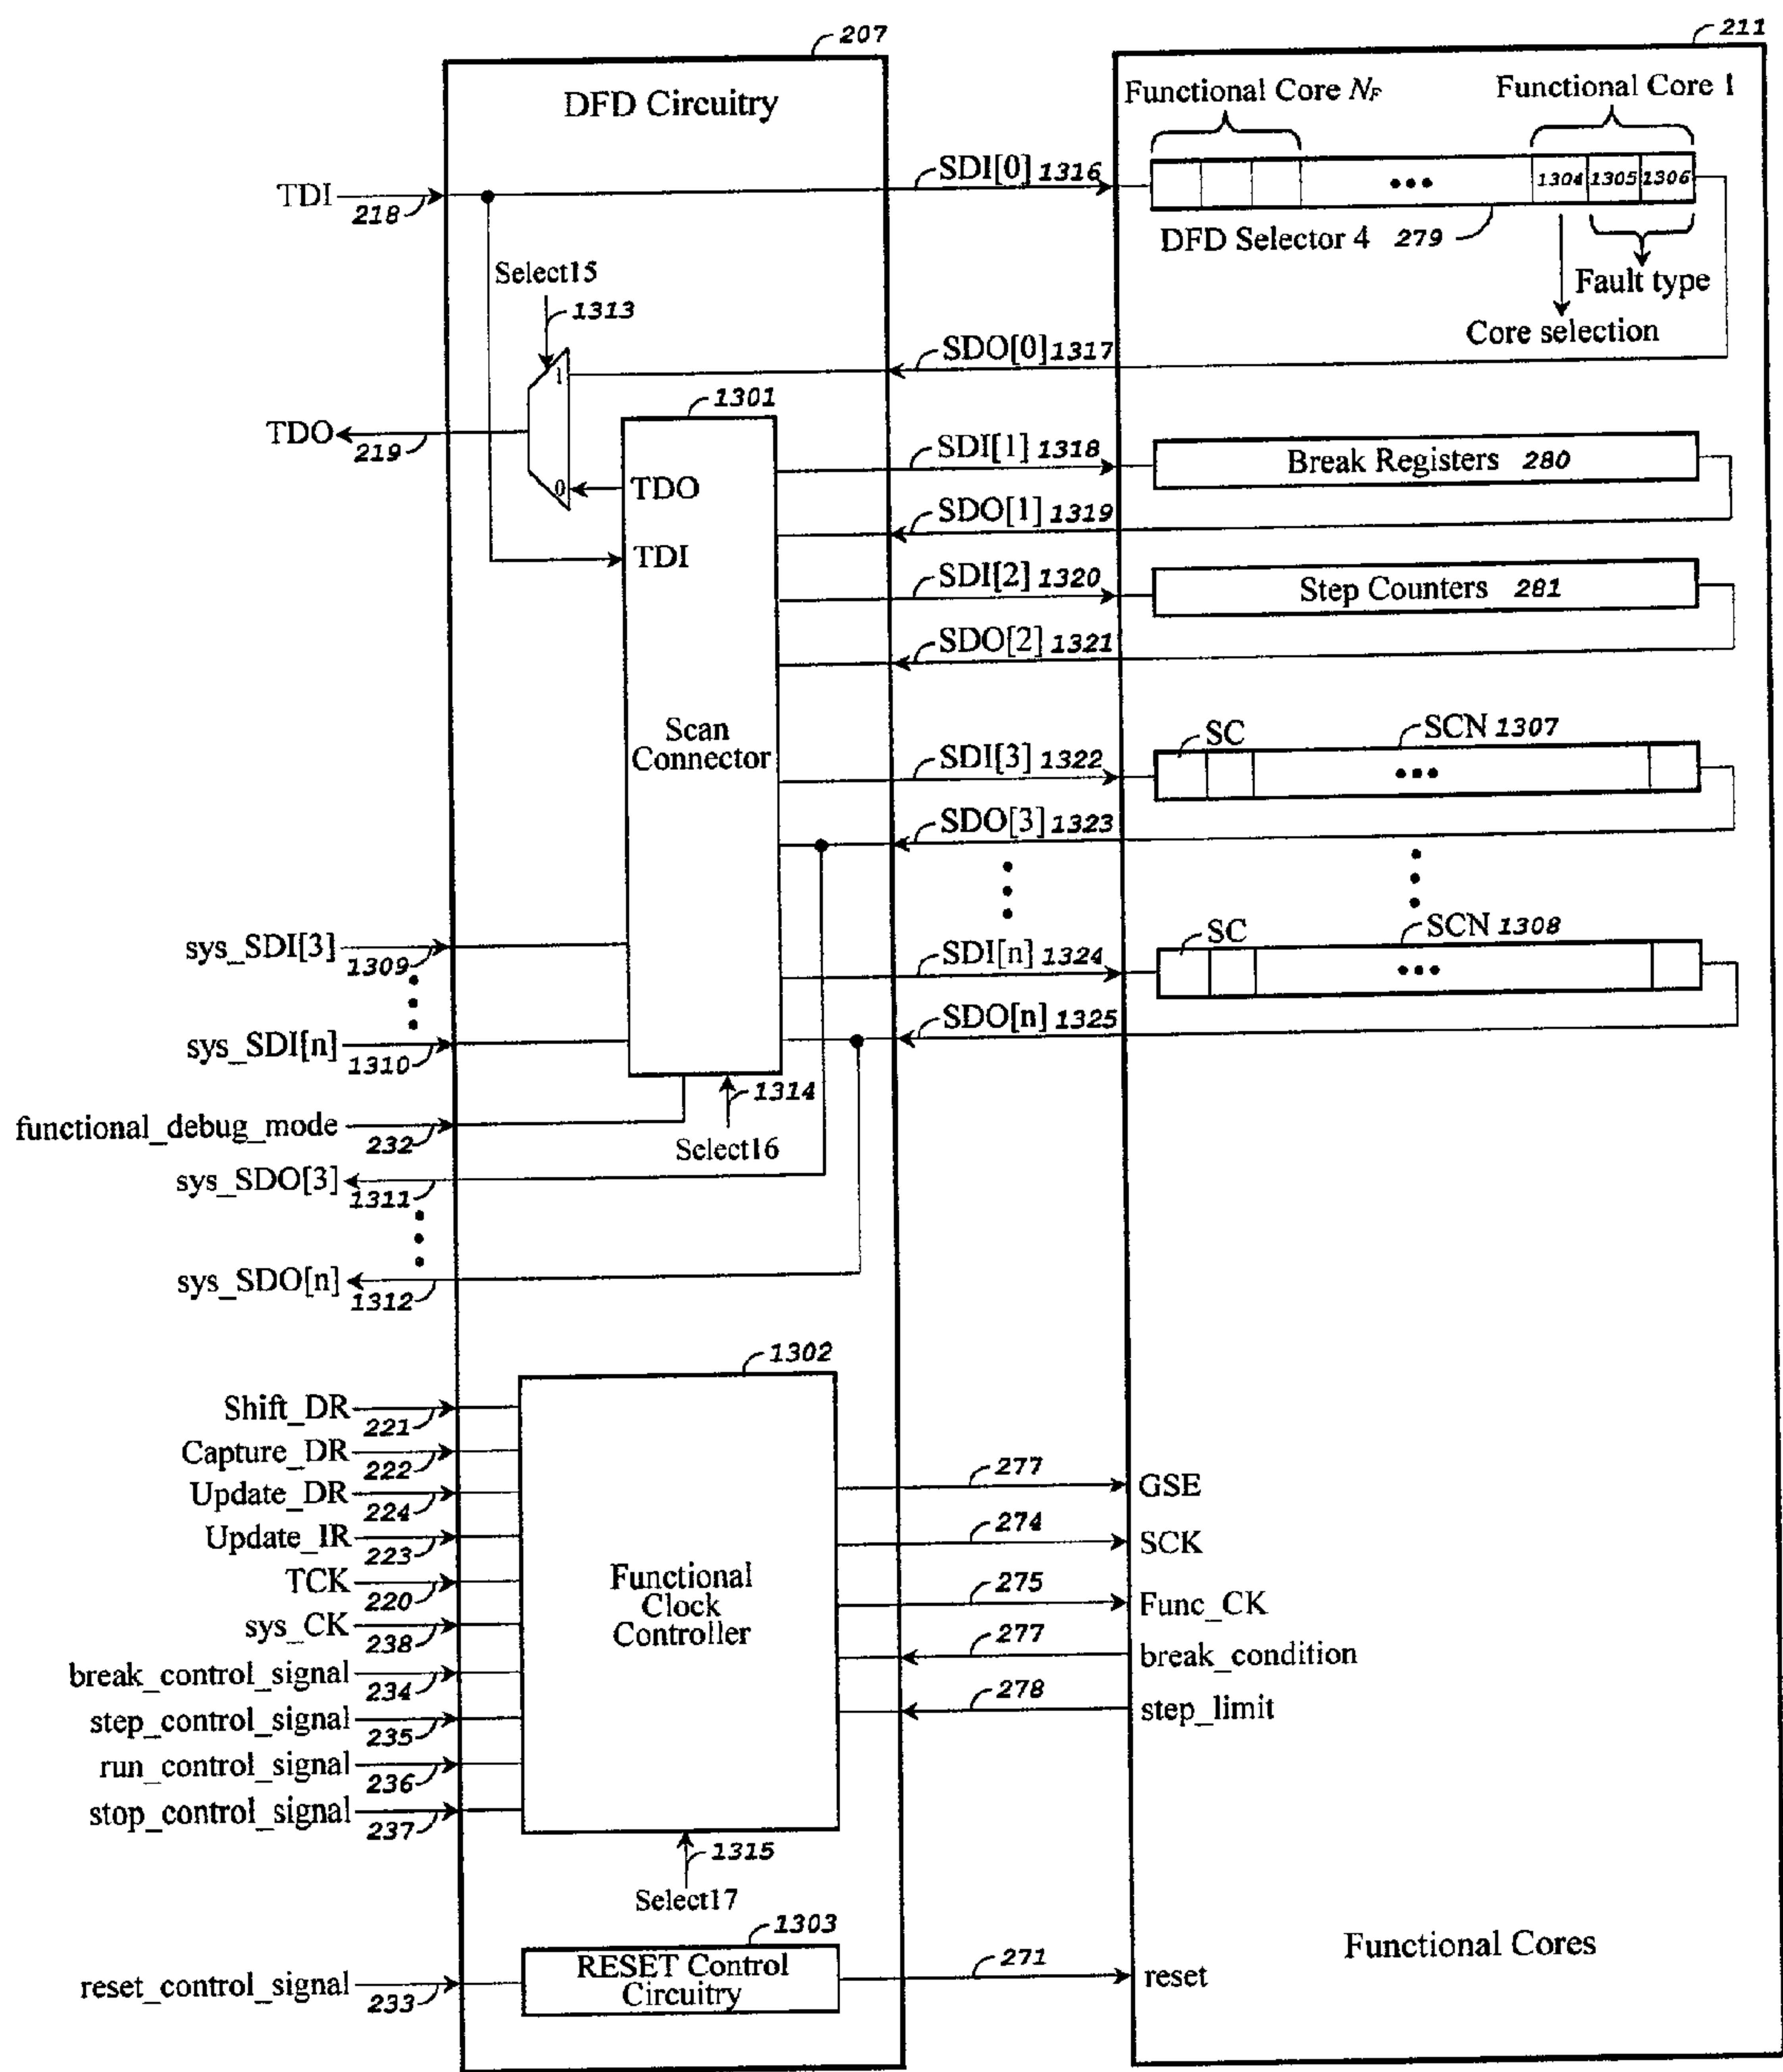 207
211
DFD Circuitry
Functional Core NF
Functional Core 1
TDI
218
SDI[0] 1316
1304
1305
1306
DFD Selector 4 279
Fault type
Core selection
Select15
1313
1
SDO[0] 1317
1301
TDO
219
0
TDO
TDI
SDI[1] 1318
Break Registers 280
SDO[1] 1319
SDI[2] 1320
Step Counters 281
SDO[2] 1321
Scan
Connector
SDI[3] 1322
SC
SCN 1307
SDO[3] 1323
sys_SDI[3]
1309
SDI[n] 1324
SC
SCN 1308
sys_SDI[n]
1310
SDO[n] 1325
1314
Select16
functional_debug_mode
232
sys_SDO[3]
1311
sys_SDO[n]
1312
1302
Shift_DR
221
Capture_DR
222
Update_DR
224
Update_IR
223
TCK
220
sys_CK
238
break_control_signal
234
step_control_signal
235
run_control_signal
236
stop_control_signal
237
Functional
Clock
Controller
277
GSE
274
SCK
275
Func_CK
277
break_condition
278
step_limit
1315
Select17
1303
reset_control_signal
233
RESET Control
Circuitry
271
reset
Functional Cores